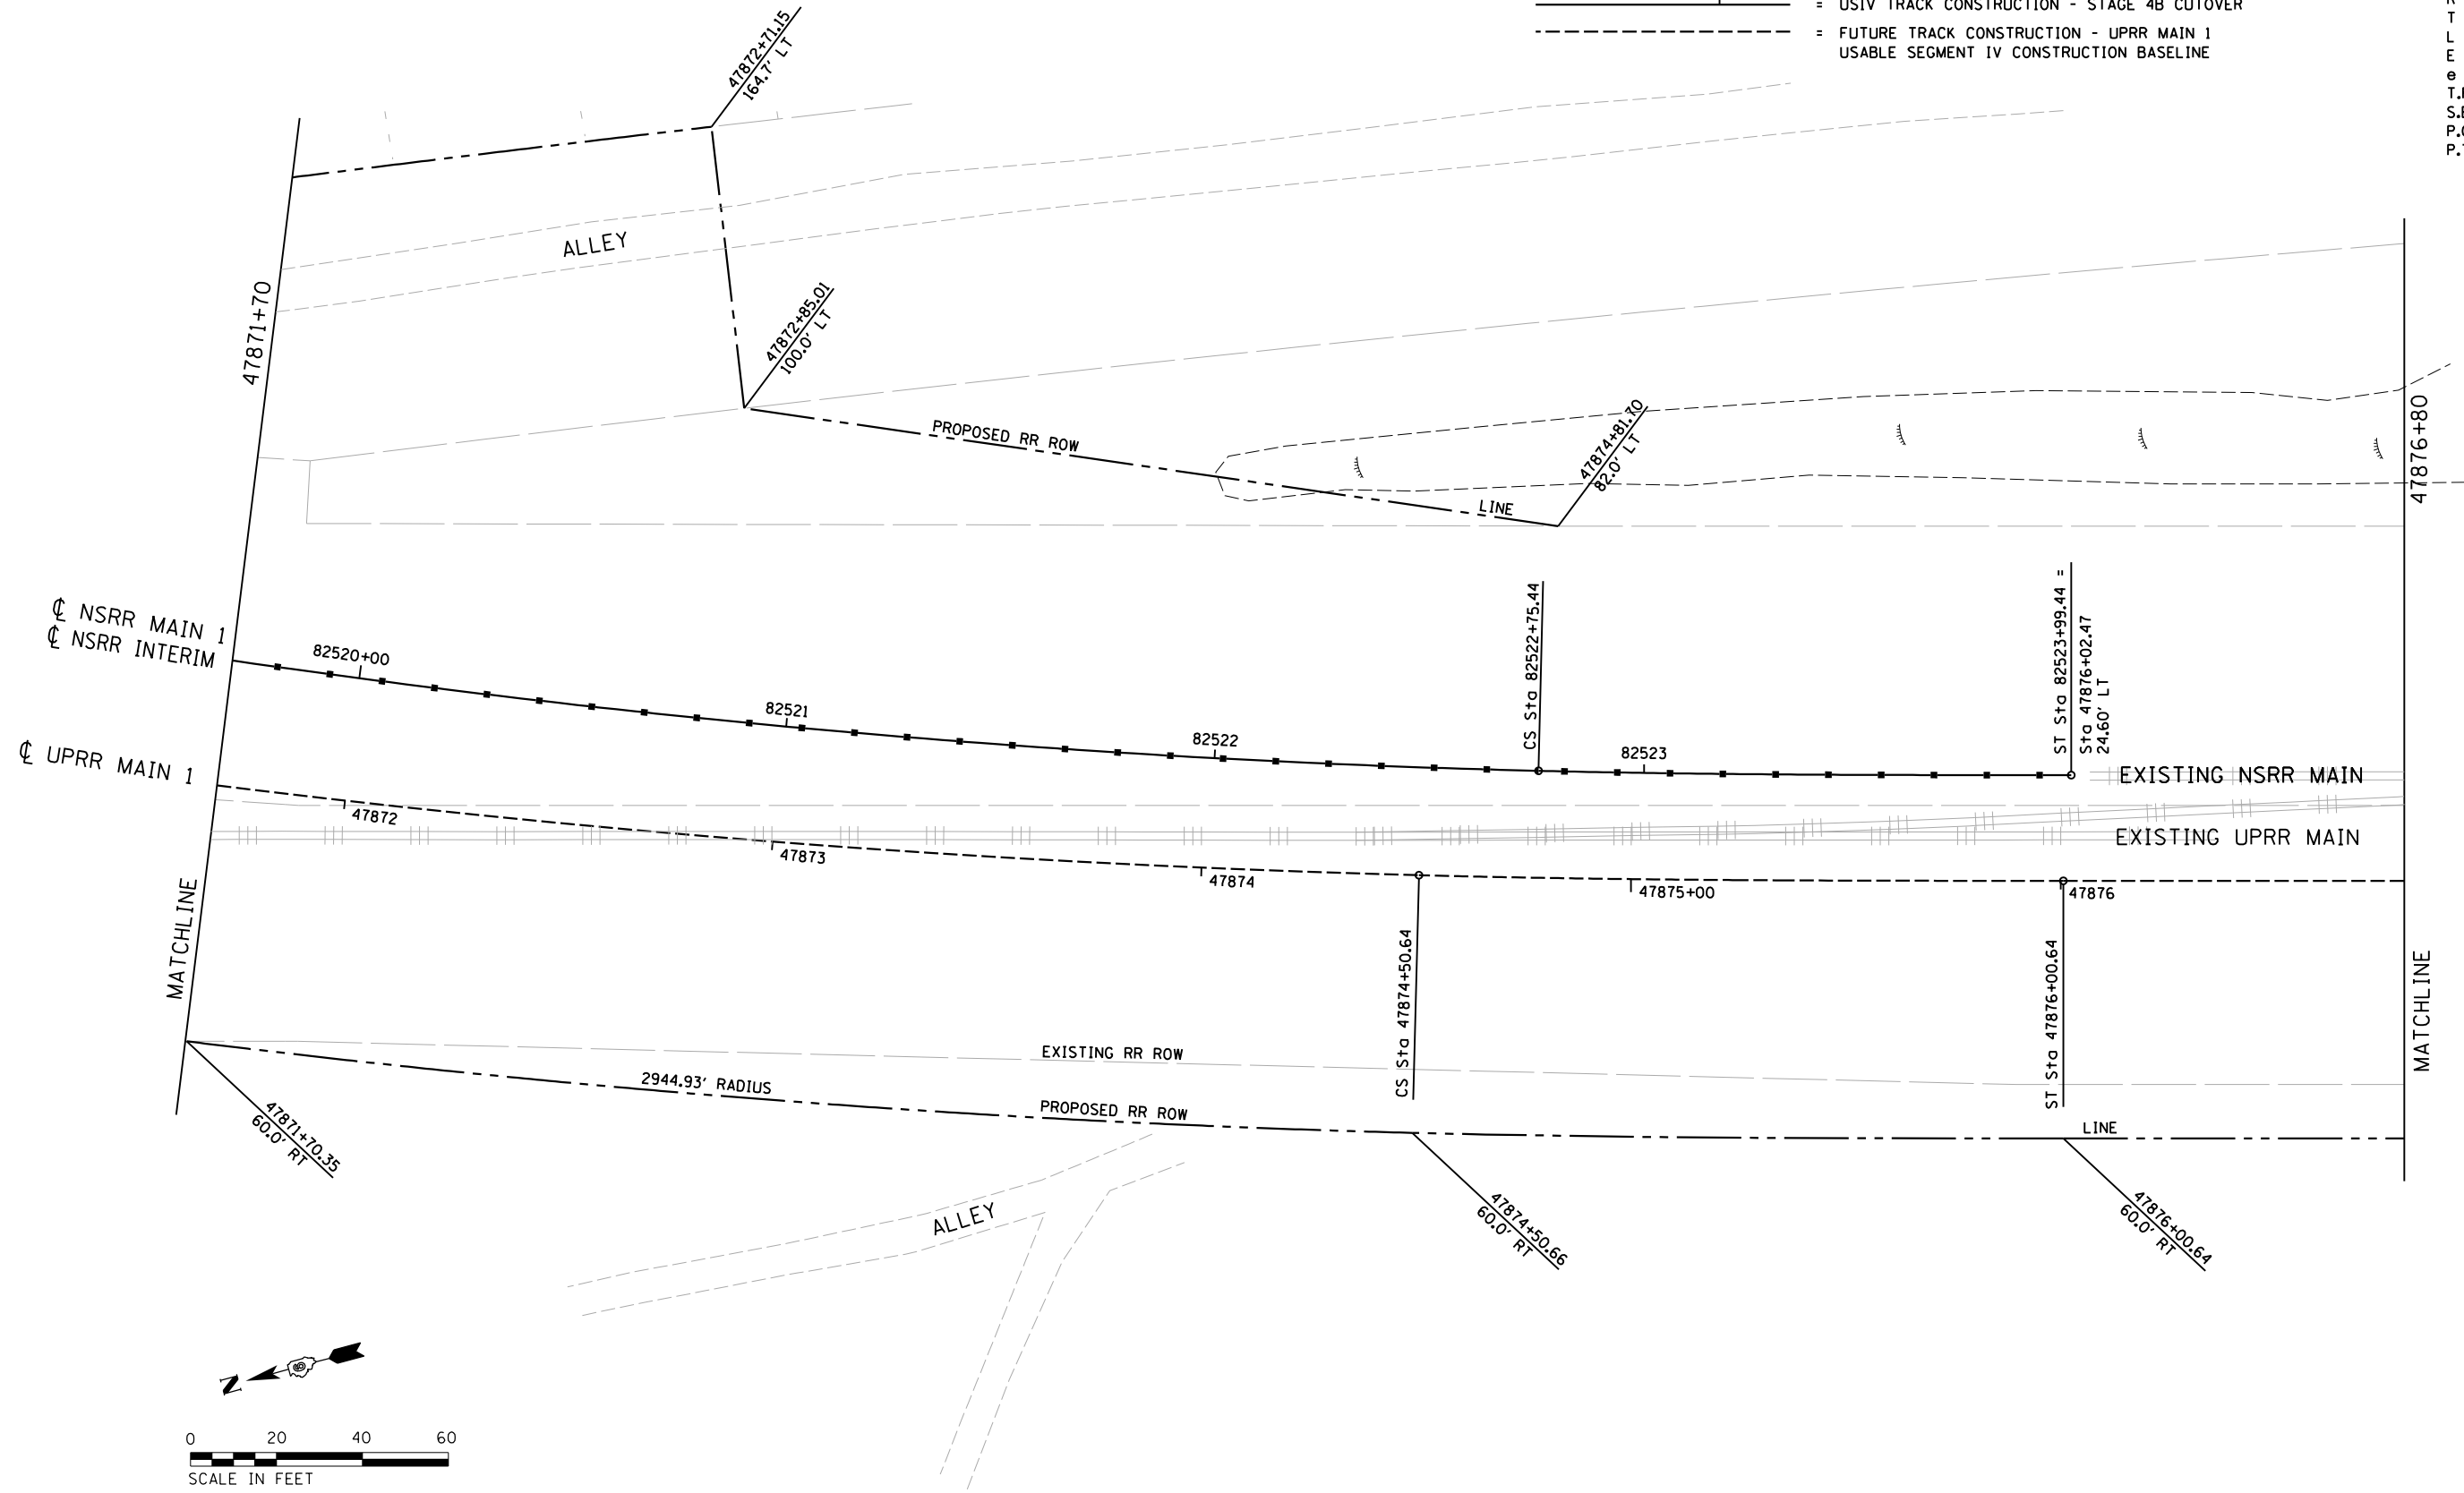 = USIV TRACK CONSTRUCTION - STAGE 4B CUTOVER
= FUTURE TRACK CONSTRUCTION - UPRR MAIN 1
USABLE SEGMENT IV CONSTRUCTION BASELINE
T
L
E
e
47872+71.15
164.7' LT
ALLEY
47871+70
47872+85.01
100.0' LT
PROPOSED RR ROW
LINE
47874+81.70
82.0' LT
47876+80
℄ NSRR MAIN 1
℄ NSRR INTERIM
82520+00
82521
82522
CS Sta 82522+75.44
82523
ST Sta 82523+99.44 =
Sta 47876+02.47
24.60' LT
EXISTING NSRR MAIN
℄ UPRR MAIN 1
47872
47873
47874
47875+00
47876
EXISTING UPRR MAIN
MATCHLINE
CS Sta 47874+50.64
ST Sta 47876+00.64
MATCHLINE
EXISTING RR ROW
2944.93' RADIUS
PROPOSED RR ROW
LINE
47871+70.35
60.0' RT
47874+50.66
60.0' RT
47876+00.64
60.0' RT
ALLEY
N
0 20 40 60
SCALE IN FEET